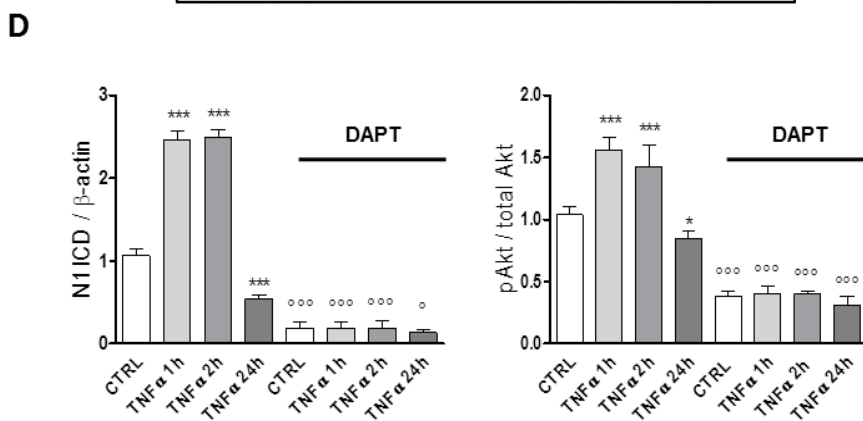 D
N1ICD / β-actin
3
2
1
0
***
***
***
°°°
°°°
°°°
°
DAPT
CTRL
TNFα 1h
TNFα 2h
TNFα 24h
CTRL
TNFα 1h
TNFα 2h
TNFα 24h
pAkt / total Akt
2.0
1.5
1.0
0.5
0.0
***
***
*
°°°
°°°
°°°
°°°
DAPT
CTRL
TNFα 1h
TNFα 2h
TNFα 24h
CTRL
TNFα 1h
TNFα 2h
TNFα 24h